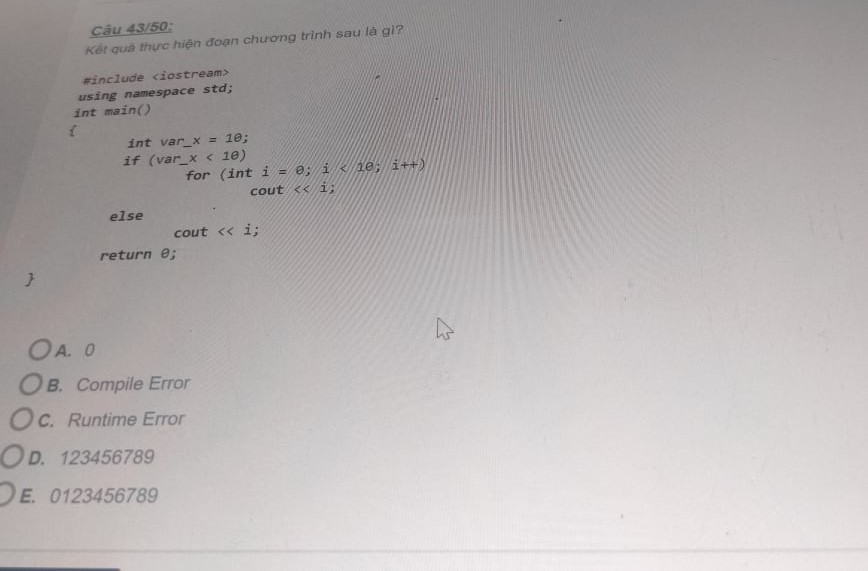 Câu 43/50:
Kết quả thực hiện đoạn chương trình sau là gì?
#include <iostream>
using namespace std;
int main()
{
int var_x = 10;
if (var_x < 10)
for (int i = 0; i < 10; i++)
cout << i;
else
cout << i;
return 0;
}
A. 0
B. Compile Error
C. Runtime Error
D. 123456789
E. 0123456789